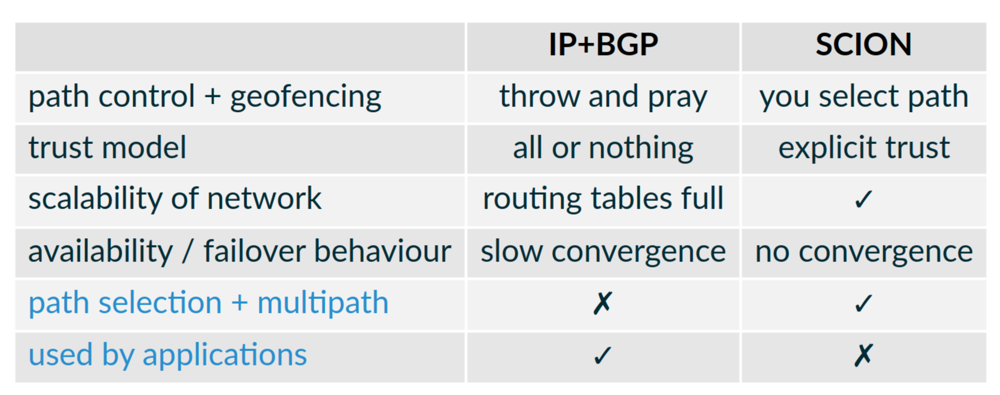 IP+BGP SCION
path control + geofencing throw and pray you select path
trust model all or nothing explicit trust
scalability of network routing tables full ✓
availability / failover behaviour slow convergence no convergence
path selection + multipath ✗ ✓
used by applications ✓ ✗